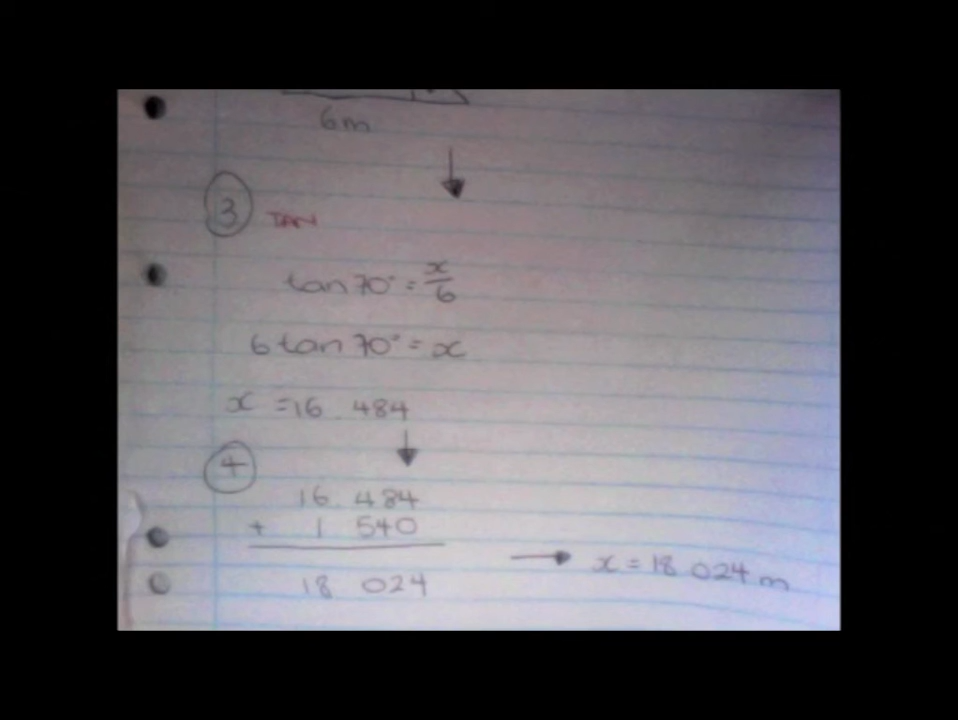 6m
3 TAN
tan 70° = x/6
6 tan 70° = x
x = 16.484
4
16.484
+ 1.540
18.024 → x = 18.024 m